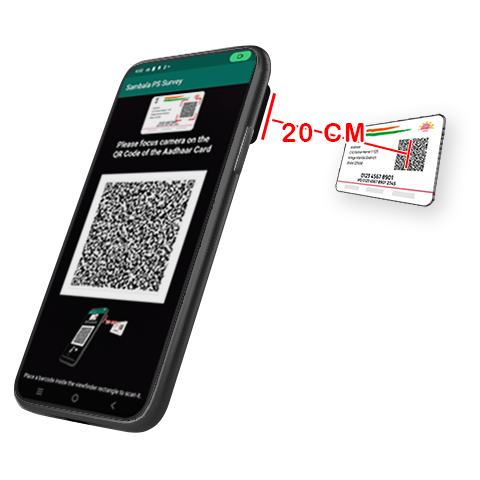 Sambala PS Survey
Please focus camera on the
QR Code of the Aadhaar Card
Place a barcode inside the viewfinder rectangle to scan it.
20-CM
0121 4567 8901